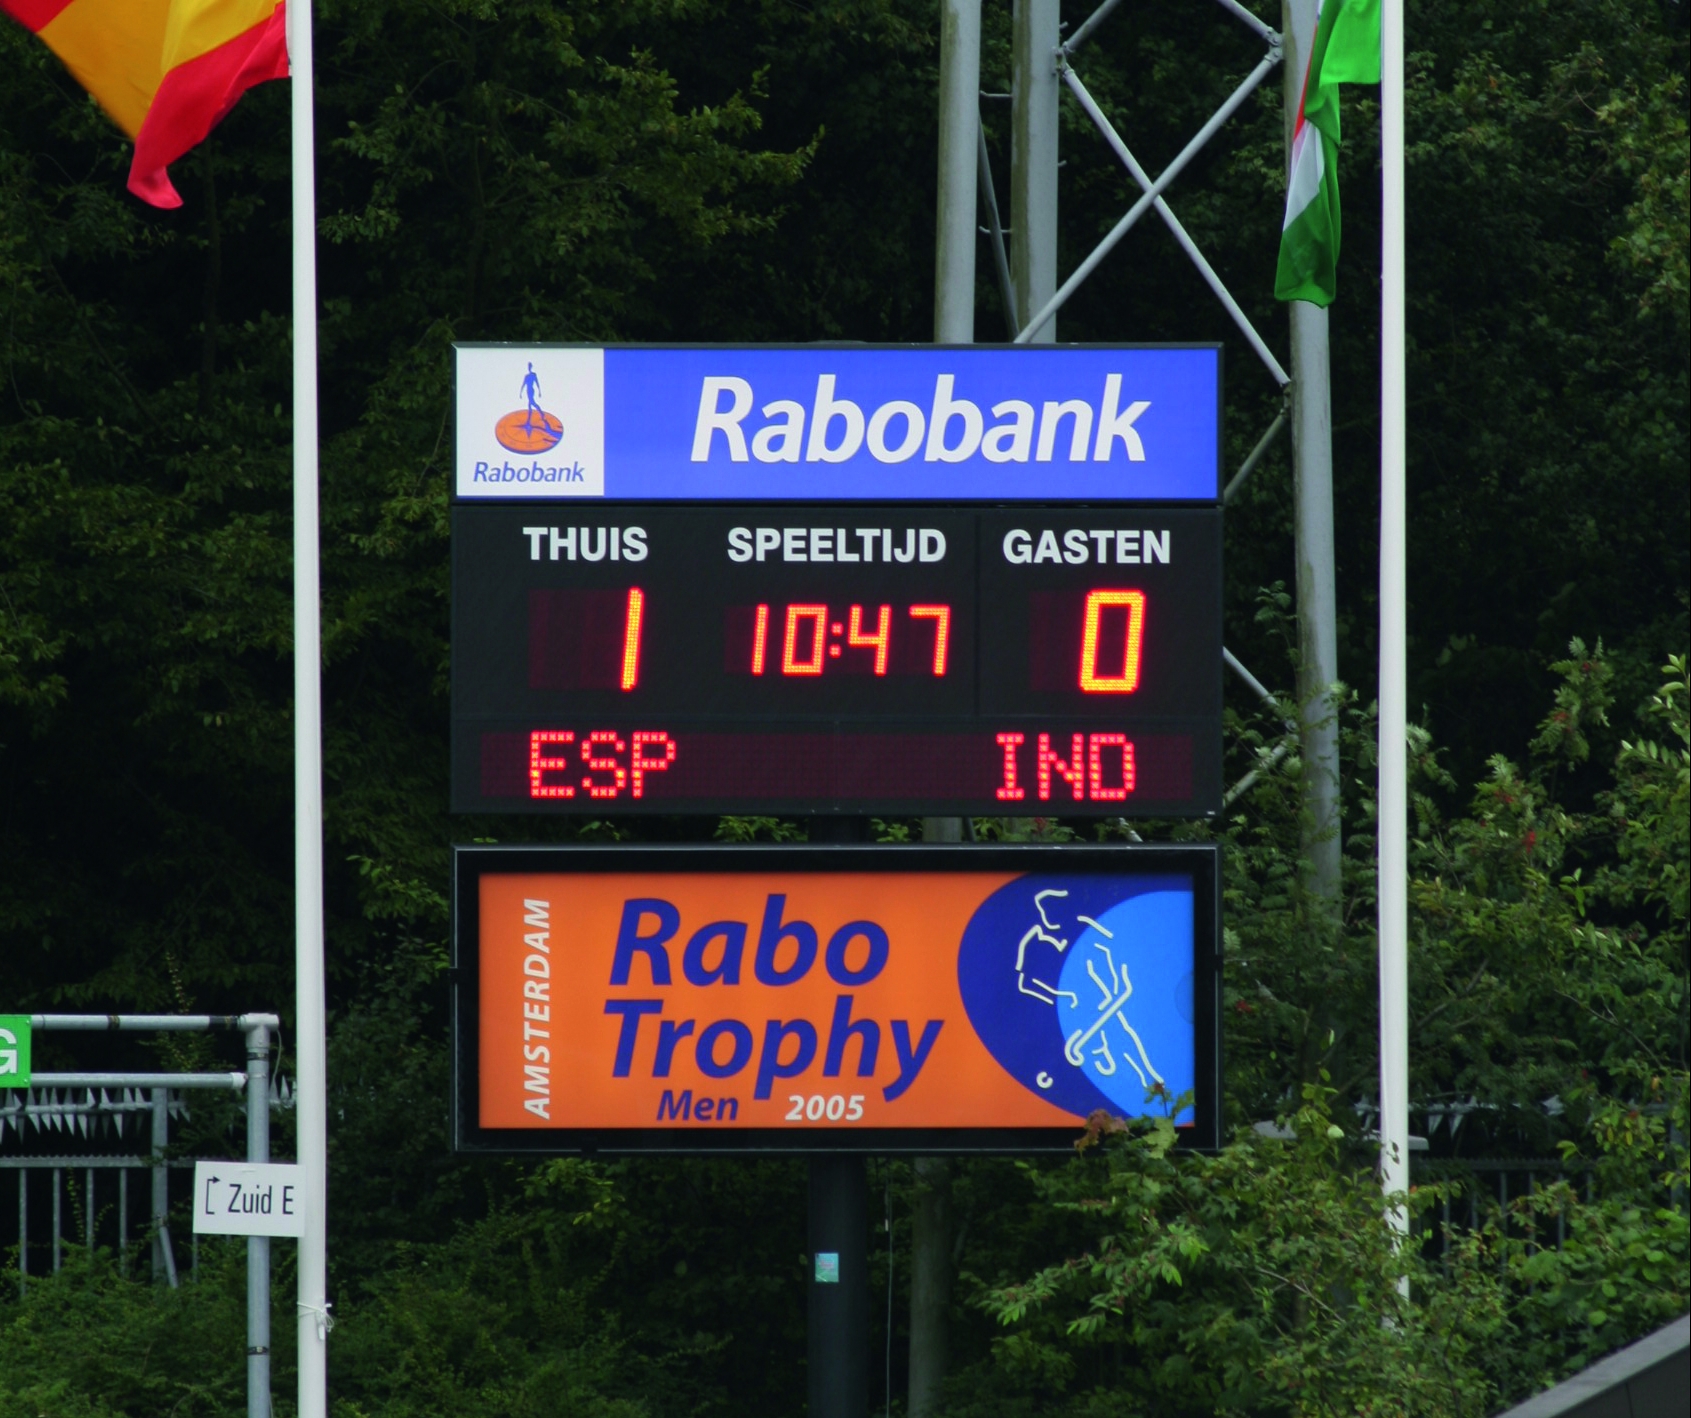 Rabobank
Rabobank
THUIS SPEELTIJD GASTEN
1 10:47 0
ESP IND
AMSTERDAM
Rabo
Trophy
Men 2005
G
Zuid E